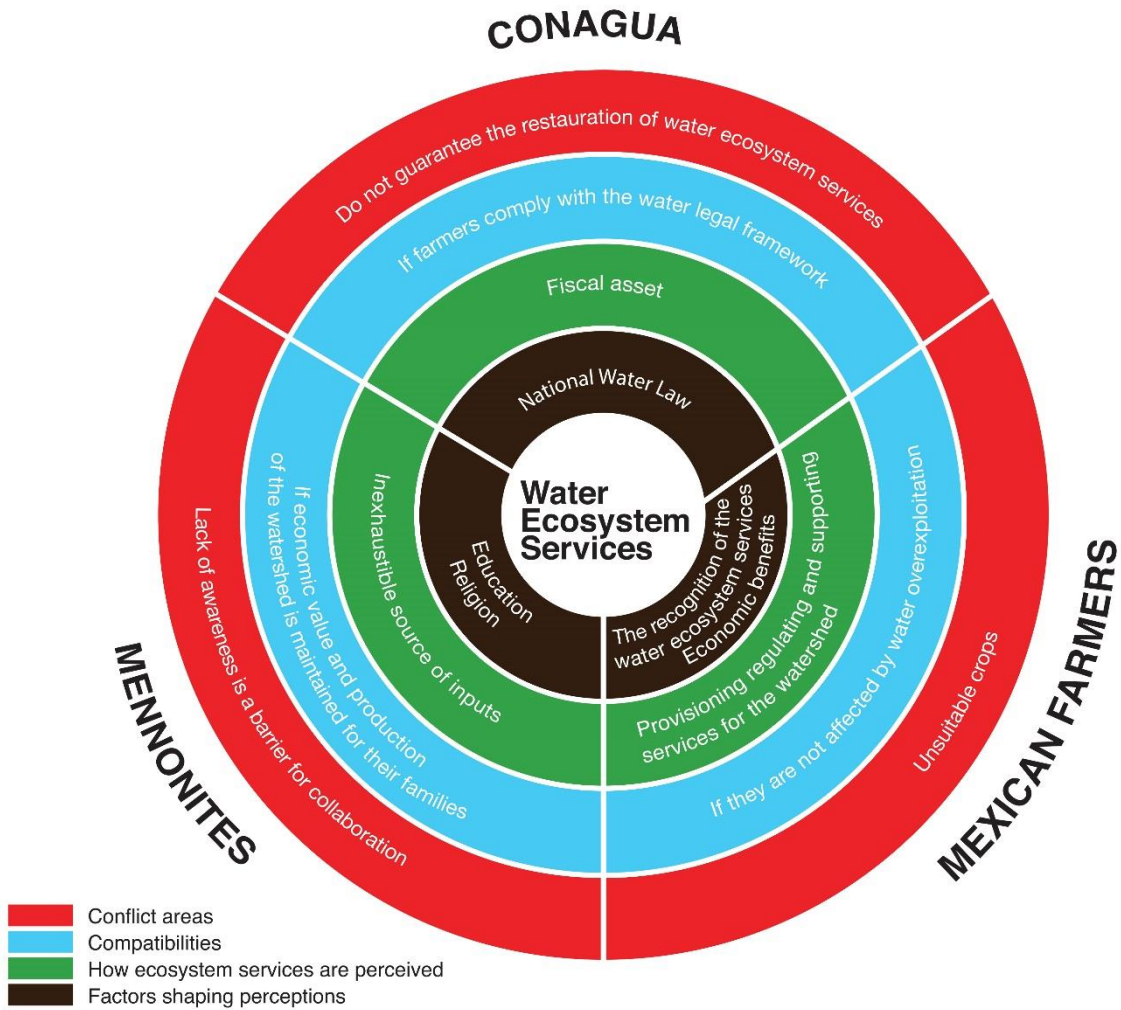 CONAGUA
Do not guarantee the restauration of water ecosystem services
If farmers comply with the water legal framework
Fiscal asset
National Water Law
Water
Ecosystem
Services
MENNONITES
Lack of awareness is a barrier for collaboration
If economic value and production
of the watershed is maintained for their families
Inexhaustible source of inputs
Education
Religion
The recognition of the
water ecosystem services
Economic benefits
Provisioning regulating and supporting
services for the watershed
If they are not affected by water overexploitation
Unsuitable crops
MEXICAN FARMERS
Conflict areas
Compatibilities
How ecosystem services are perceived
Factors shaping perceptions